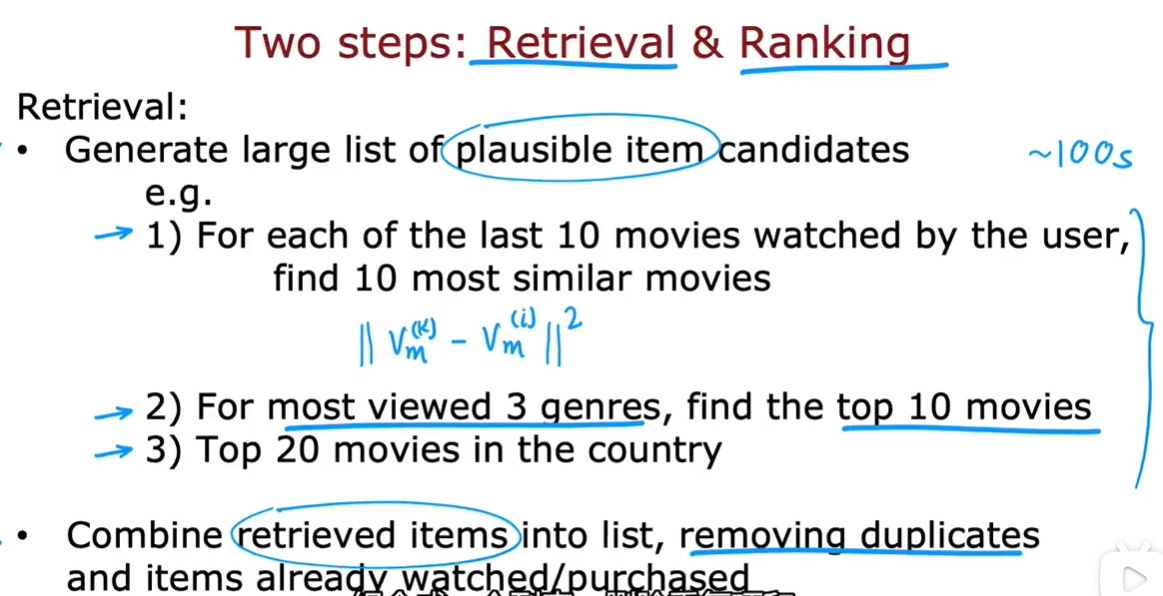 Two steps: Retrieval & Ranking
Retrieval:
• Generate large list of plausible item candidates ~100s
e.g.
→ 1) For each of the last 10 movies watched by the user,
find 10 most similar movies
|| Vm(k) - Vm(i) ||2
→ 2) For most viewed 3 genres, find the top 10 movies
→ 3) Top 20 movies in the country
• Combine retrieved items into list, removing duplicates
and items already watched/purchased